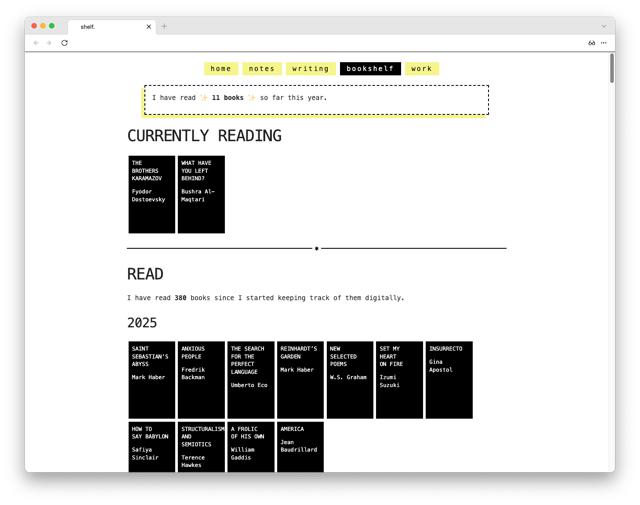 shelf.
home notes writing bookshelf work
I have read ✨ 11 books ✨ so far this year.
CURRENTLY READING
THE
BROTHERS
KARAMAZOV
Fyodor
Dostoevsky
WHAT HAVE
YOU LEFT
BEHIND?
Bushra Al-
Maqtari
READ
I have read 380 books since I started keeping track of them digitally.
2025
SAINT
SEBASTIAN'S
ABYSS
Mark Haber
ANXIOUS
PEOPLE
Fredrik
Backman
THE SEARCH
FOR THE
PERFECT
LANGUAGE
Umberto Eco
REINHARDT'S
GARDEN
Mark Haber
NEW
SELECTED
POEMS
W.S. Graham
SET MY
HEART
ON FIRE
Izumi
Suzuki
INSURRECTO
Gina
Apostol
HOW TO
SAY BABYLON
Safiya
Sinclair
STRUCTURALISM
AND
SEMIOTICS
Terence
Hawkes
A FROLIC
OF HIS OWN
William
Gaddis
AMERICA
Jean
Baudrillard